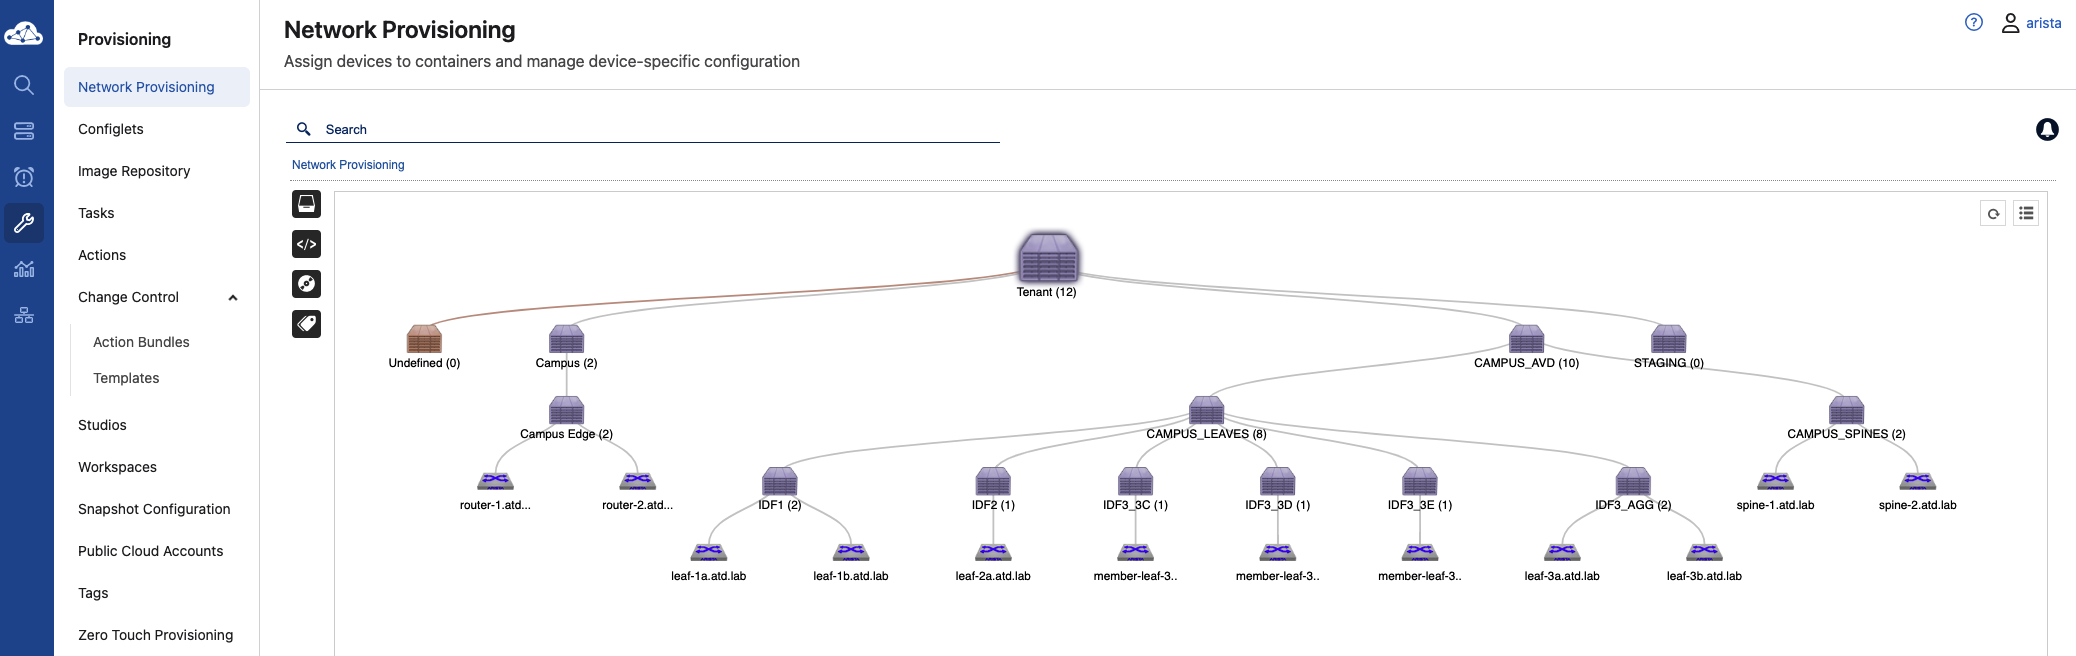 Provisioning
Network Provisioning
Configlets
Image Repository
Tasks
Actions
Change Control
Action Bundles
Templates
Studios
Workspaces
Snapshot Configuration
Public Cloud Accounts
Tags
Zero Touch Provisioning
Network Provisioning
Assign devices to containers and manage device-specific configuration
? arista
Search
Network Provisioning
</>
Tenant (12)
Undefined (0) Campus (2) CAMPUS_AVD (10) STAGING (0)
Campus Edge (2) CAMPUS_LEAVES (8) CAMPUS_SPINES (2)
router-1.atd... router-2.atd... IDF1 (2) IDF2 (1) IDF3_3C (1) IDF3_3D (1) IDF3_3E (1) IDF3_AGG (2) spine-1.atd.lab spine-2.atd.lab
leaf-1a.atd.lab leaf-1b.atd.lab leaf-2a.atd.lab member-leaf-3.. member-leaf-3.. member-leaf-3.. leaf-3a.atd.lab leaf-3b.atd.lab